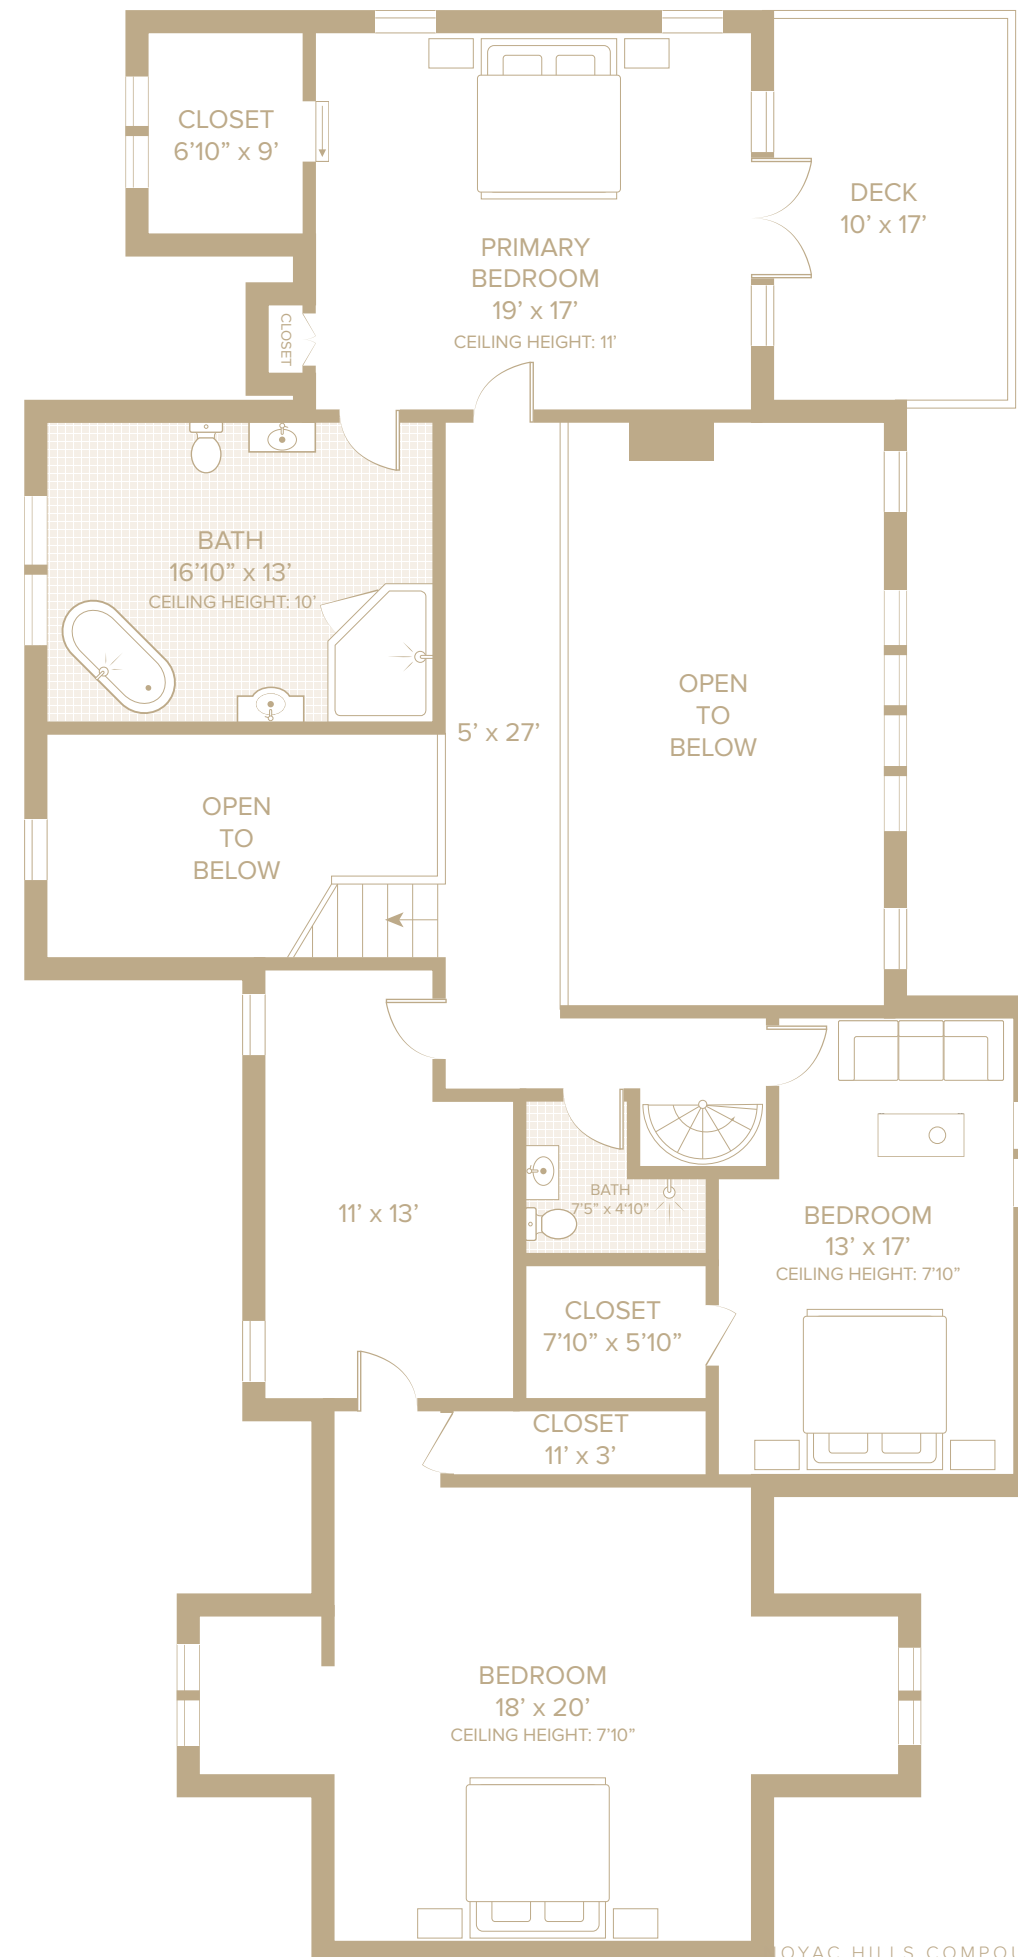 CLOSET
6’10” x 9’
DECK
10’ x 17’
PRIMARY
BEDROOM
19’ x 17’
CEILING HEIGHT: 11’
CLOSET
BATH
16’10” x 13’
CEILING HEIGHT: 10’
OPEN
TO
BELOW
5’ x 27’
OPEN
TO
BELOW
BATH
7’5” x 4’10”
11’ x 13’
BEDROOM
13’ x 17’
CEILING HEIGHT: 7’10”
CLOSET
7’10” x 5’10”
CLOSET
11’ x 3’
BEDROOM
18’ x 20’
CEILING HEIGHT: 7’10”
HILLS